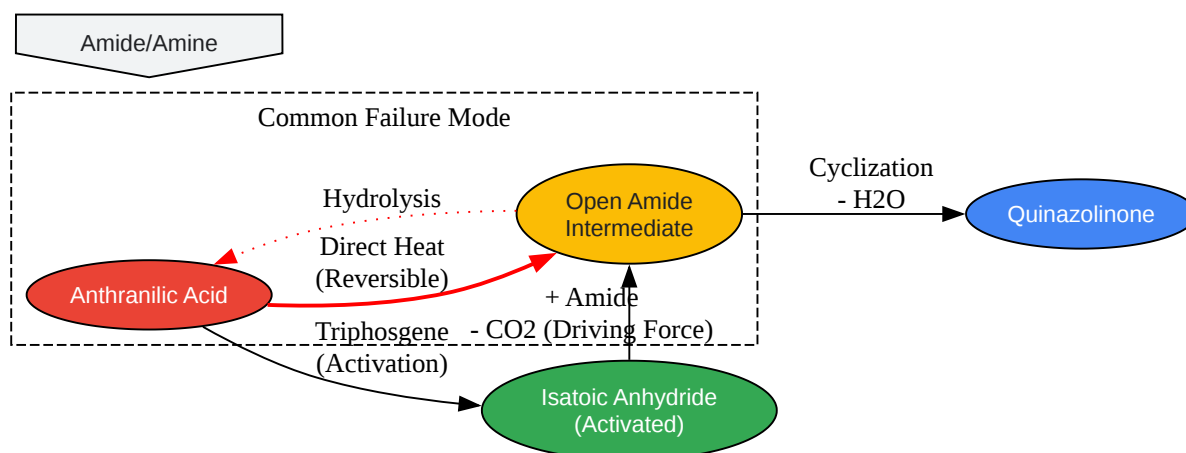 Amide/Amine
Common Failure Mode
Hydrolysis
Direct Heat
(Reversible)
Open Amide
Intermediate
Cyclization
- H2O
Quinazolinone
Anthranilic Acid
+ Amide
- CO2 (Driving Force)
Triphosgene
(Activation)
Isatoic Anhydride
(Activated)